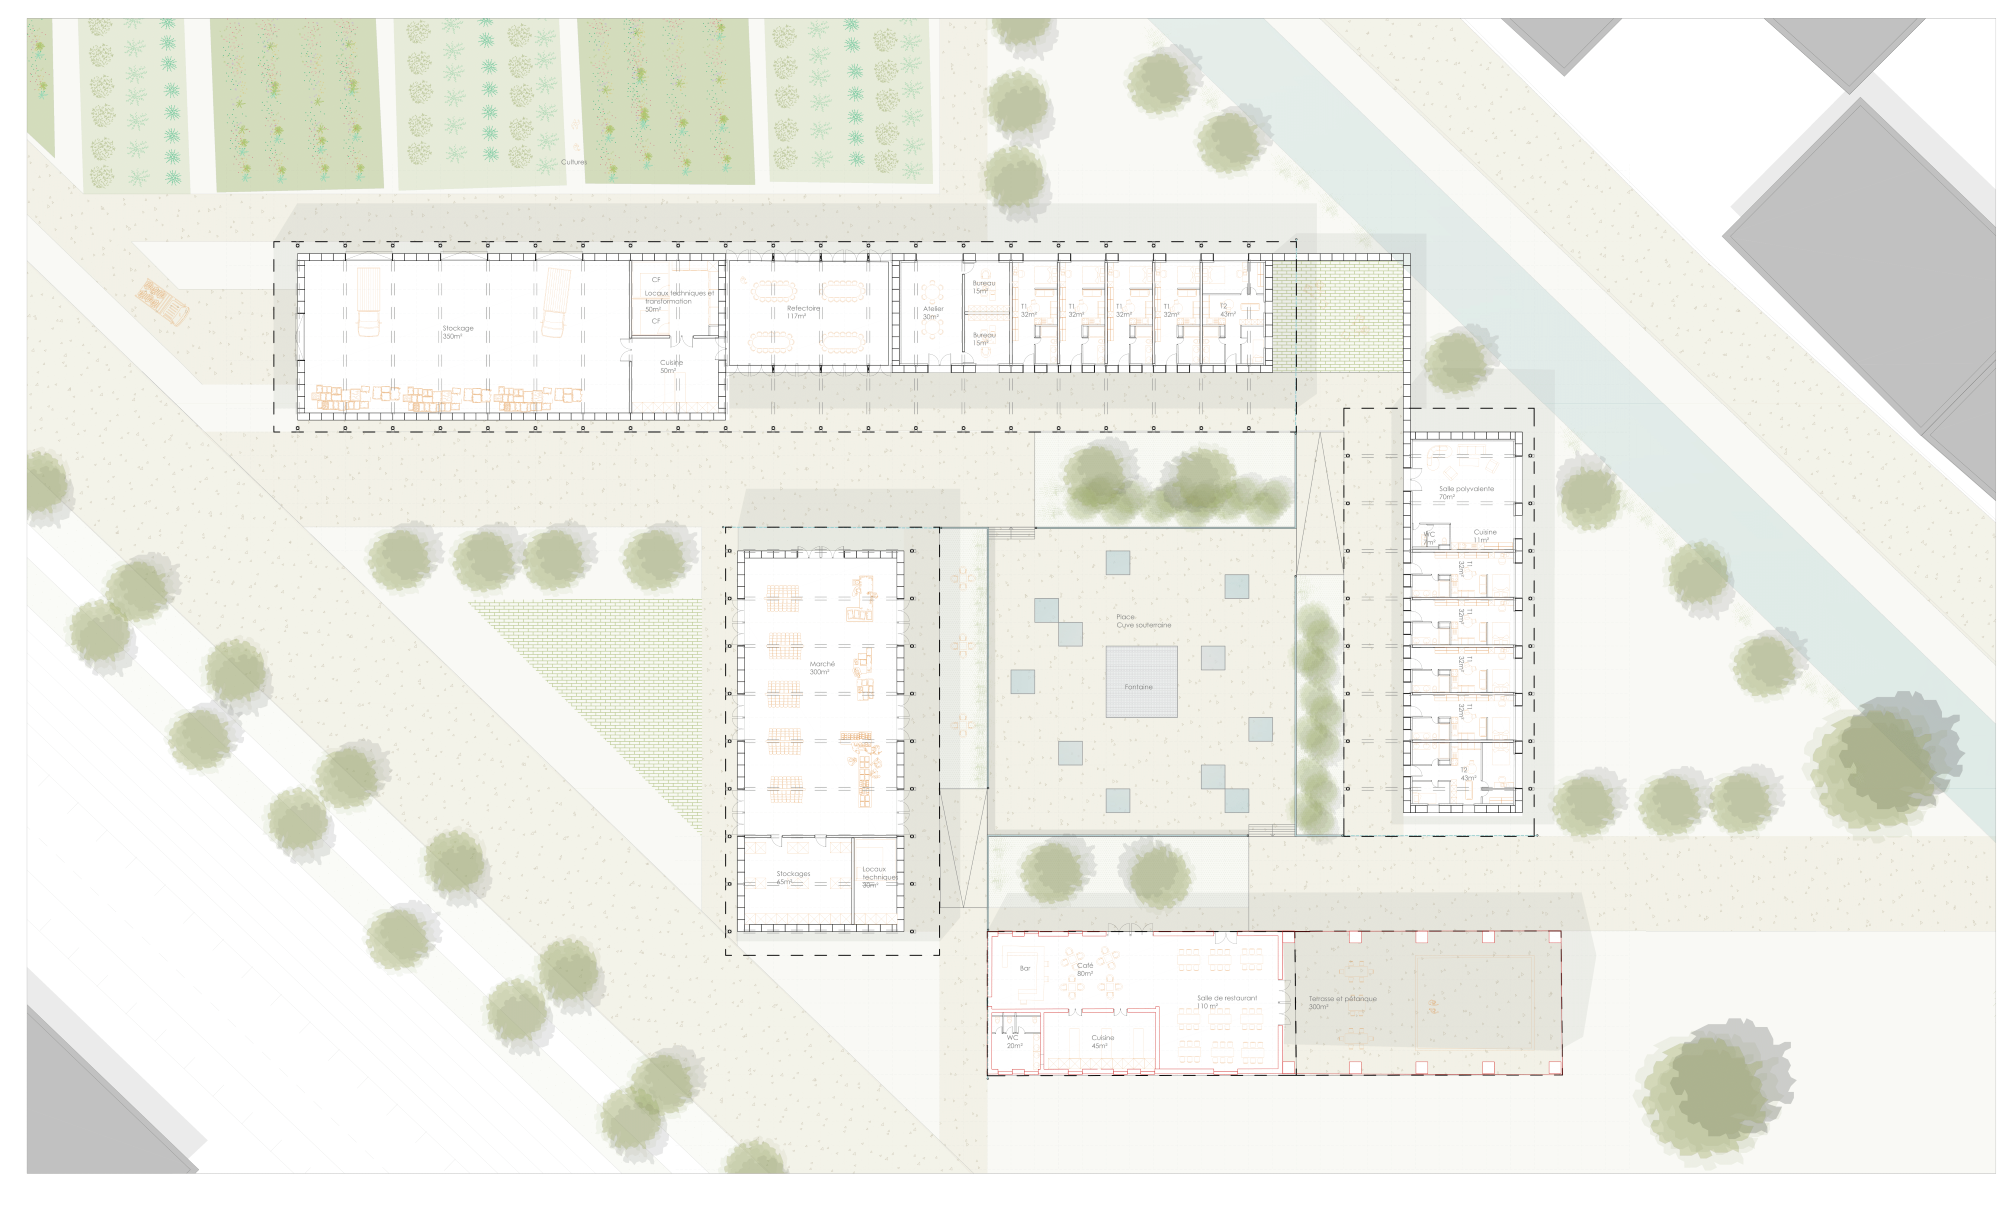 Cultures
CF
Locaux techniques et
transformation
50m²
CF
Stockage
350m²
Cuisine
50m²
Refectoire
117m²
Atelier
30m²
Bureau
15m²
Bureau
15m²
T1
32m²
T1
32m²
T1
32m²
T1
32m²
T2
43m²
Salle polyvalente
70m²
WC
Cuisine
11m²
T1
32m²
T1
32m²
T1
32m²
T1
32m²
T2
43m²
Place
Cuve souterraine
Fontaine
Marché
300m²
Stockages
65m²
Locaux
techniques
30m²
Bar
Café
80m²
Salle de restaurant
110 m²
WC
20m²
Cuisine
45m²
Terrasse et pétanque
300m²